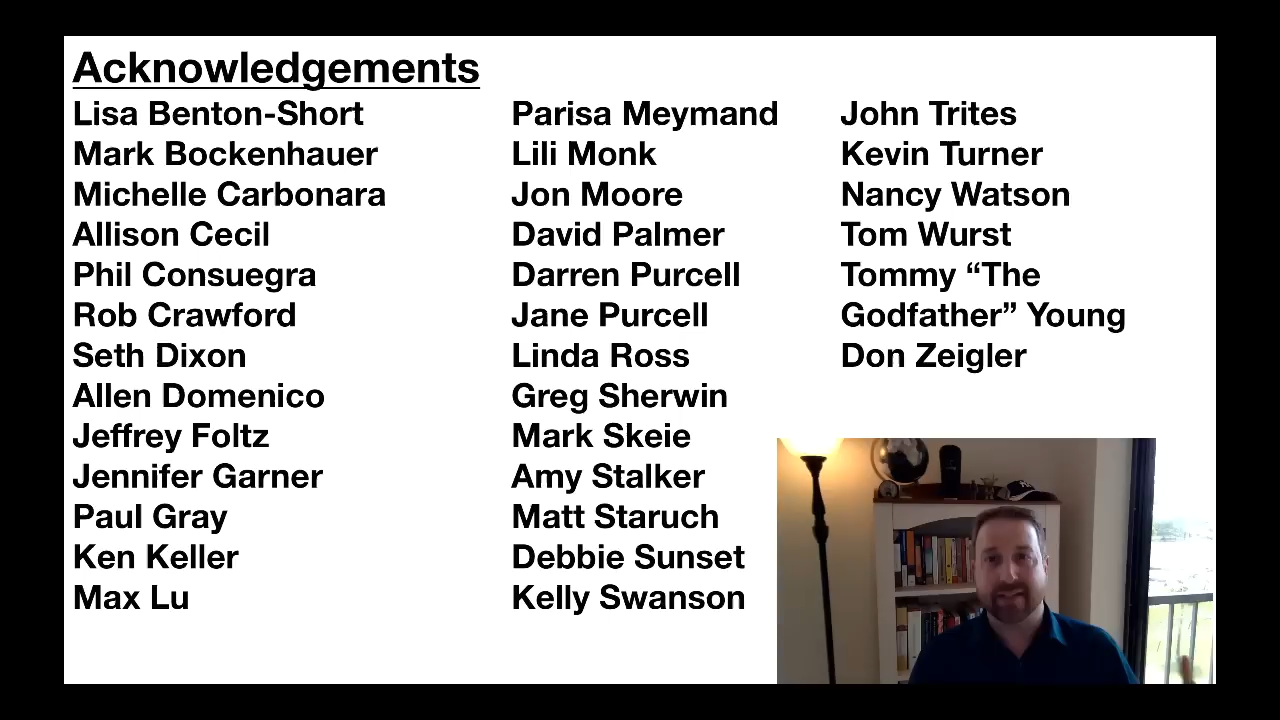 Acknowledgements
Lisa Benton-Short
Mark Bockenhauer
Michelle Carbonara
Allison Cecil
Phil Consuegra
Rob Crawford
Seth Dixon
Allen Domenico
Jeffrey Foltz
Jennifer Garner
Paul Gray
Ken Keller
Max Lu
Parisa Meymand
Lili Monk
Jon Moore
David Palmer
Darren Purcell
Jane Purcell
Linda Ross
Greg Sherwin
Mark Skeie
Amy Stalker
Matt Staruch
Debbie Sunset
Kelly Swanson
John Trites
Kevin Turner
Nancy Watson
Tom Wurst
Tommy “The
Godfather” Young
Don Zeigler